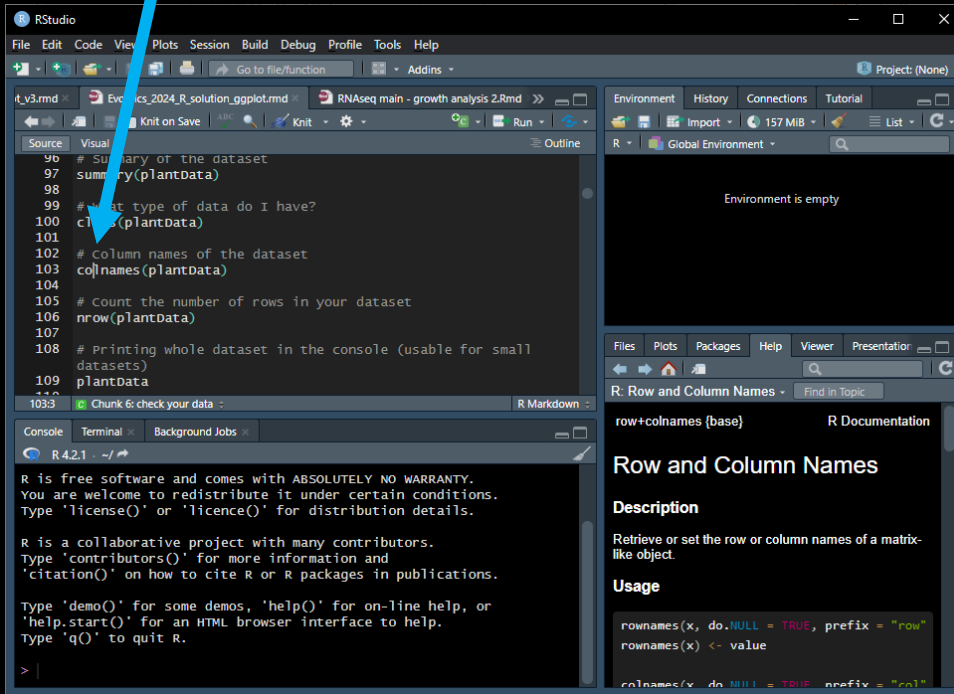 RStudio
File Edit Code View Plots Session Build Debug Profile Tools Help
Go to file/function Addins Project: (None)
t_v3.rmd Evomics_2024_R_solution_ggplot.rmd RNAseq main - growth analysis 2.Rmd
Knit on Save ABC Knit Run
Source Visual Outline
96 # Summary of the dataset
97 summary(plantData)
98
99 # What type of data do I have?
100 class(plantData)
101
102 # Column names of the dataset
103 colnames(plantData)
104
105 # Count the number of rows in your dataset
106 nrow(plantData)
107
108 # Printing whole dataset in the console (usable for small
datasets)
109 plantData
103:3 Chunk 6: check your data R Markdown
Console Terminal Background Jobs
R 4.2.1 · ~/
R is free software and comes with ABSOLUTELY NO WARRANTY.
You are welcome to redistribute it under certain conditions.
Type 'license()' or 'licence()' for distribution details.
R is a collaborative project with many contributors.
Type 'contributors()' for more information and
'citation()' on how to cite R or R packages in publications.
Type 'demo()' for some demos, 'help()' for on-line help, or
'help.start()' for an HTML browser interface to help.
Type 'q()' to quit R.
>
Environment History Connections Tutorial
Import 157 MiB List
R Global Environment
Environment is empty
Files Plots Packages Help Viewer Presentation
R: Row and Column Names Find in Topic
row+colnames {base} R Documentation
Row and Column Names
Description
Retrieve or set the row or column names of a matrix-
like object.
Usage
rownames(x, do.NULL = TRUE, prefix = "row"
rownames(x) <- value
colnames(x, do.NULL = TRUE, prefix = "col"